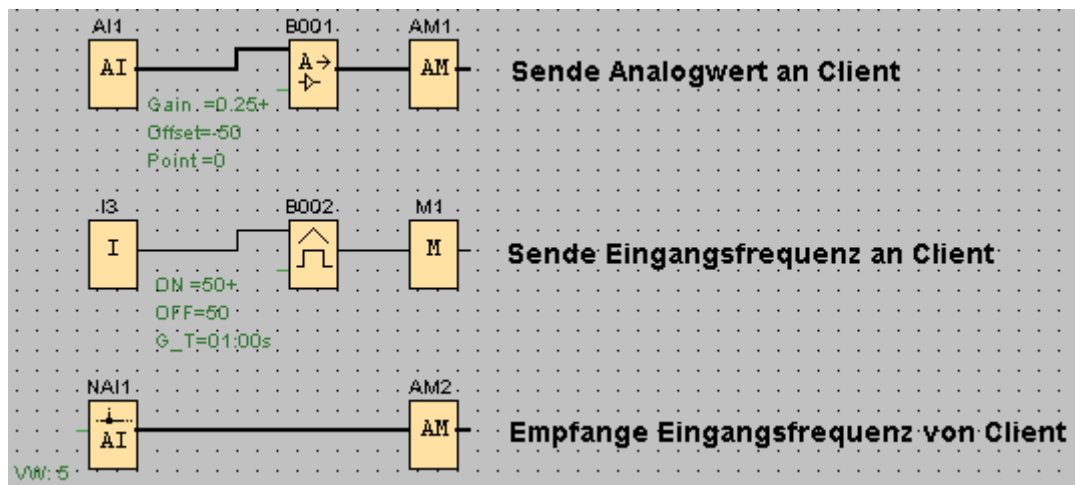 AI1 B001 AM1
AI A→ AM Sende Analogwert an Client
Gain =0.25+
Offset=-50
Point =0
I3 B002 M1
I M Sende Eingangsfrequenz an Client
ON =50+
OFF=50
G_T=01:00s
NAI1 AM2
AI AM Empfange Eingangsfrequenz von Client
VW: 5